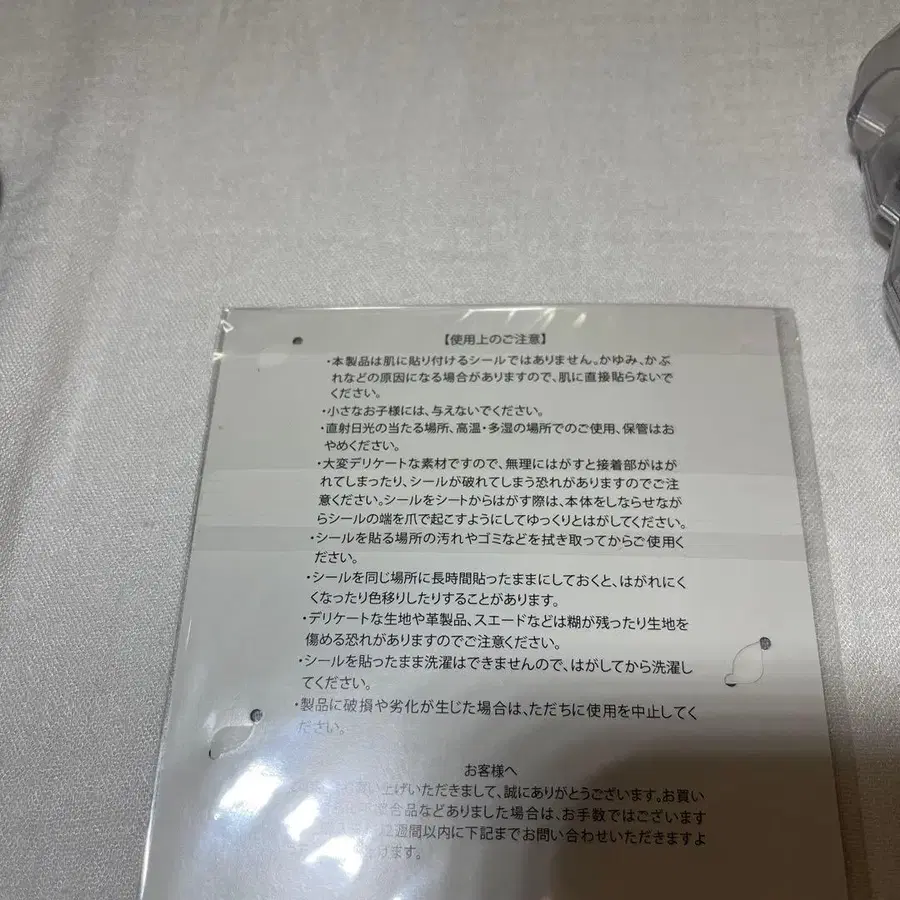 【使用上のご注意】
・本製品は肌に貼り付けるシールではありません。かゆみ、かぶ
れなどの原因になる場合がありますので、肌に直接貼らないで
ください。
・小さなお子様には、与えないでください。
・直射日光の当たる場所、高温・多湿の場所でのご使用、保管はお
やめください。
・大変デリケートな素材ですので、無理にはがすと接着部がはが
れてしまったり、シールが破れてしまう恐れがありますのでご注
意ください。シールをシートからはがす際は、本体をしならせなが
らシールの端を爪で起こすようにしてゆっくりとはがしてください。
・シールを貼る場所の汚れやゴミなどを拭き取ってからご使用く
ださい。
・シールを同じ場所に長時間貼ったままにしておくと、はがれにく
くなったり色移りしたりすることがあります。
・デリケートな生地や革製品、スエードなどは糊が残ったり生地を
傷める恐れがありますのでご注意ください。
・シールを貼ったまま洗濯はできませんので、はがしてから洗濯し
てください。
・製品に破損や劣化が生じた場合は、ただちに使用を中止してく
ださい。
お客様へ
い上げいただきまして、誠にありがとうございます。お買い
合品などありました場合は、お手数ではございます
週間以内に下記までお問い合わせいただきますよ
けます。